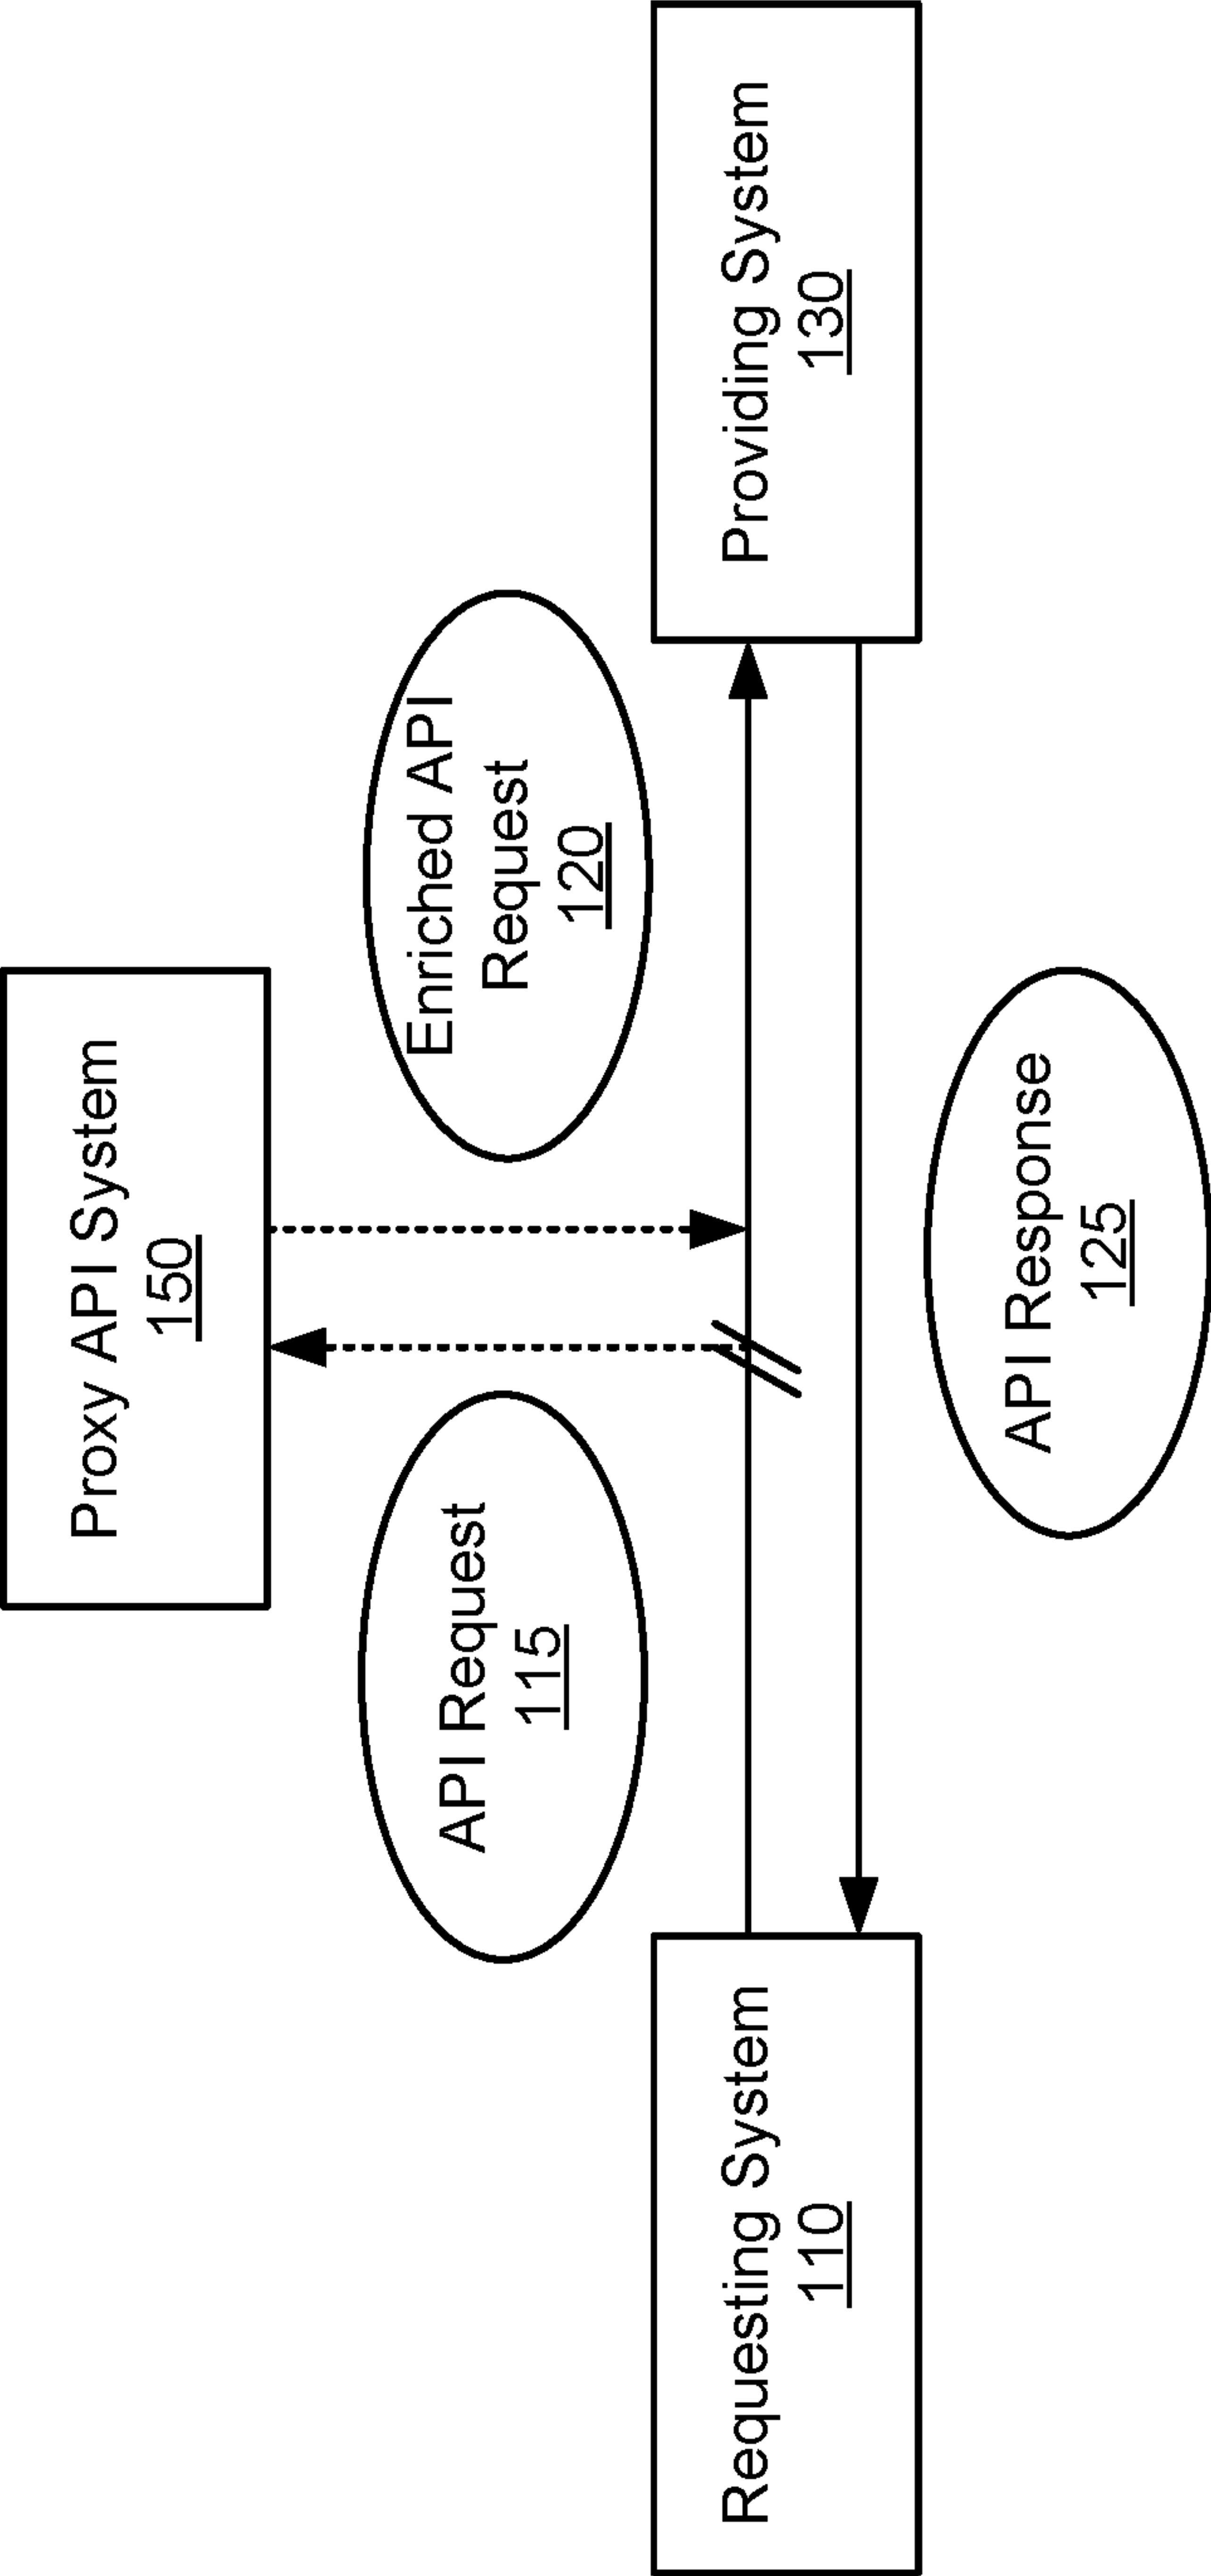 Proxy API System
150
API Request
115
Enriched API
Request
120
Requesting System
110
Providing System
130
API Response
125